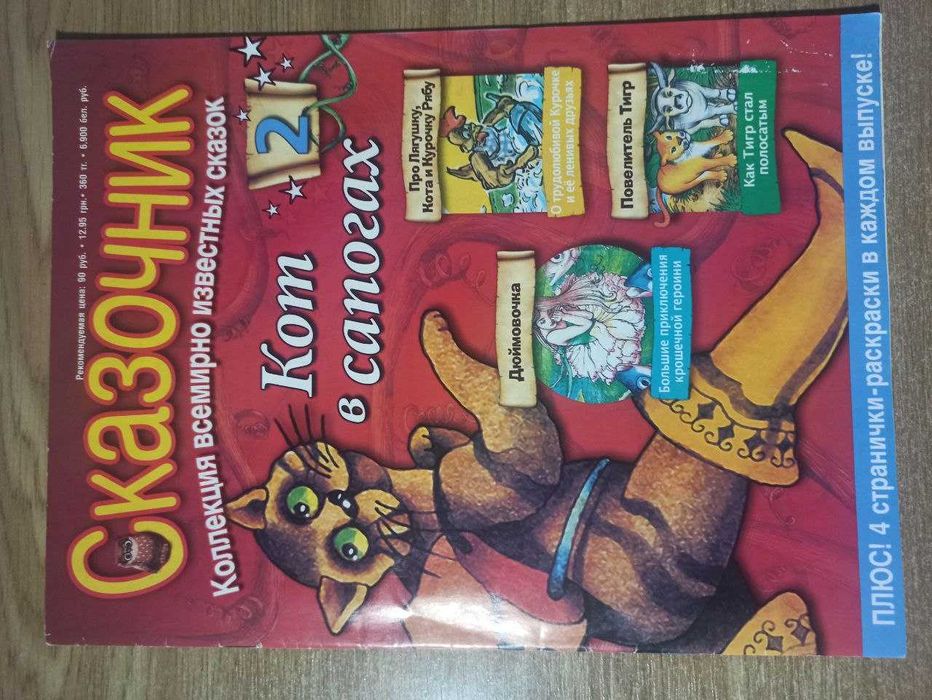 Рекомендуемая цена: 90 руб. • 12.95 грн. • 360 тг. • 6.900 бел. руб.
Сказочник
Коллекция всемирно известных сказок
2
Кот
в сапогах
Про Лягушку,
Кота и Курочку Рябу
О трудолюбивой Курочке
и её ленивых друзьях
Дюймовочка
Большие приключения
крошечной героини
Повелитель Тигр
Как Тигр стал
полосатым
ПЛЮС! 4 странички-раскраски в каждом выпуске!